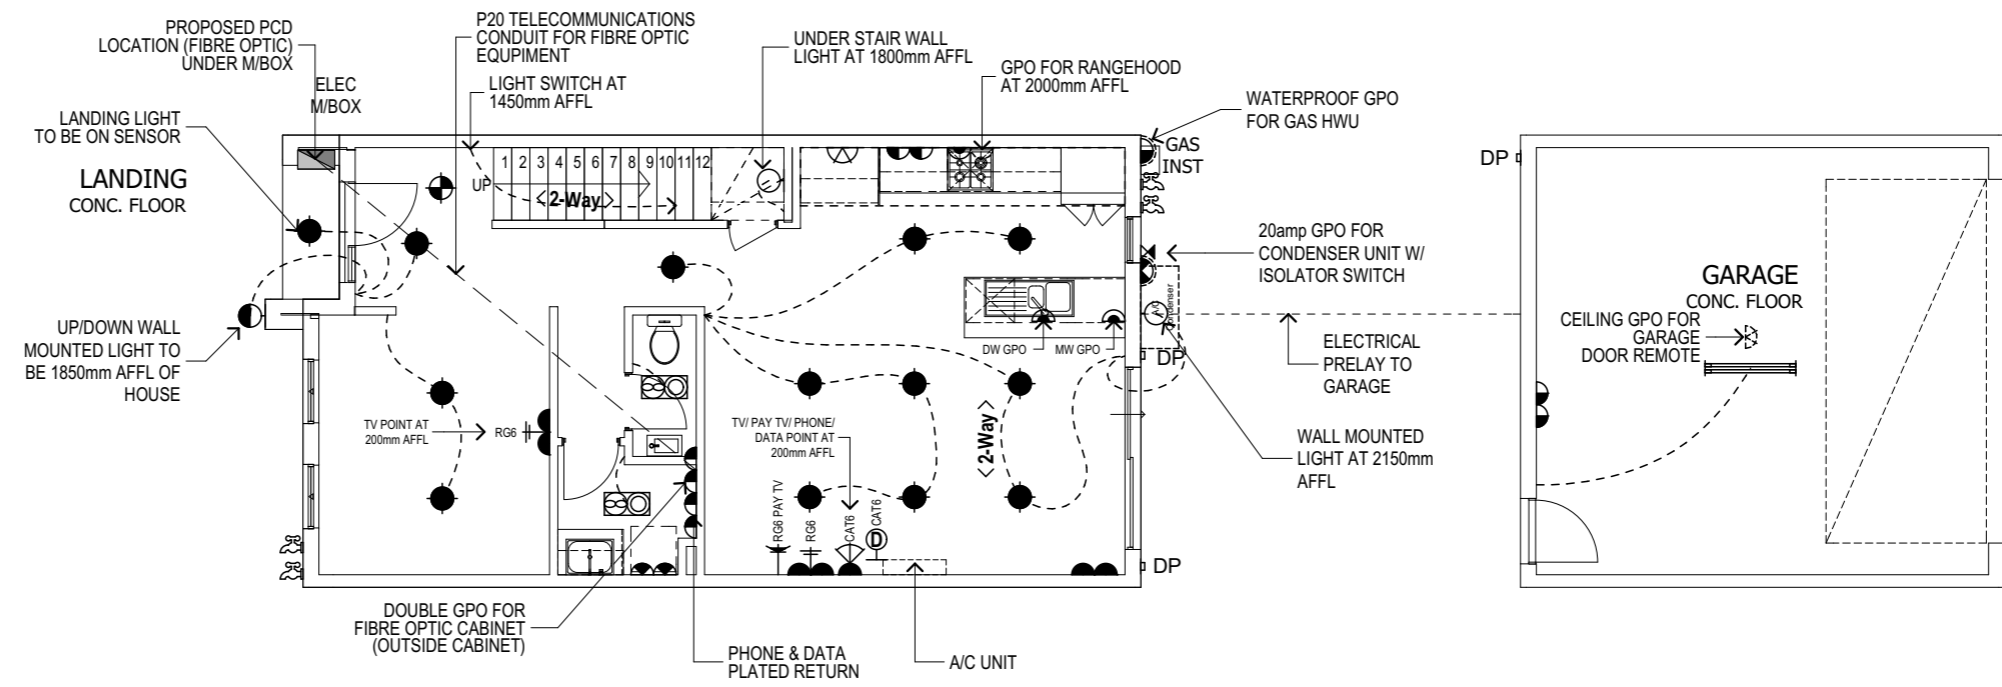 PROPOSED PCD
LOCATION (FIBRE OPTIC)
UNDER M/BOX
P20 TELECOMMUNICATIONS
CONDUIT FOR FIBRE OPTIC
EQUPIMENT
UNDER STAIR WALL
LIGHT AT 1800mm AFFL
GPO FOR RANGEHOOD
AT 2000mm AFFL
ELEC
M/BOX
LIGHT SWITCH AT
1450mm AFFL
WATERPROOF GPO
FOR GAS HWU
LANDING LIGHT
TO BE ON SENSOR
GAS
INST
DP
1 2 3 4 5 6 7 8 9 10 11 12
UP
2-Way
LANDING
CONC. FLOOR
20amp GPO FOR
CONDENSER UNIT W/
ISOLATOR SWITCH
GARAGE
CONC. FLOOR
CEILING GPO FOR
GARAGE
DOOR REMOTE
A/C
Condenser
UP/DOWN WALL
MOUNTED LIGHT TO
BE 1850mm AFFL OF
HOUSE
DW GPO
MW GPO
DP
ELECTRICAL
PRELAY TO
GARAGE
TV POINT AT
200mm AFFL
RG6
TV/ PAY TV/ PHONE/
DATA POINT AT
200mm AFFL
2-Way
WALL MOUNTED
LIGHT AT 2150mm
AFFL
RG6 PAY TV
RG6
CAT6
CAT6
D
DP
DOUBLE GPO FOR
FIBRE OPTIC CABINET
(OUTSIDE CABINET)
PHONE & DATA
PLATED RETURN
A/C UNIT